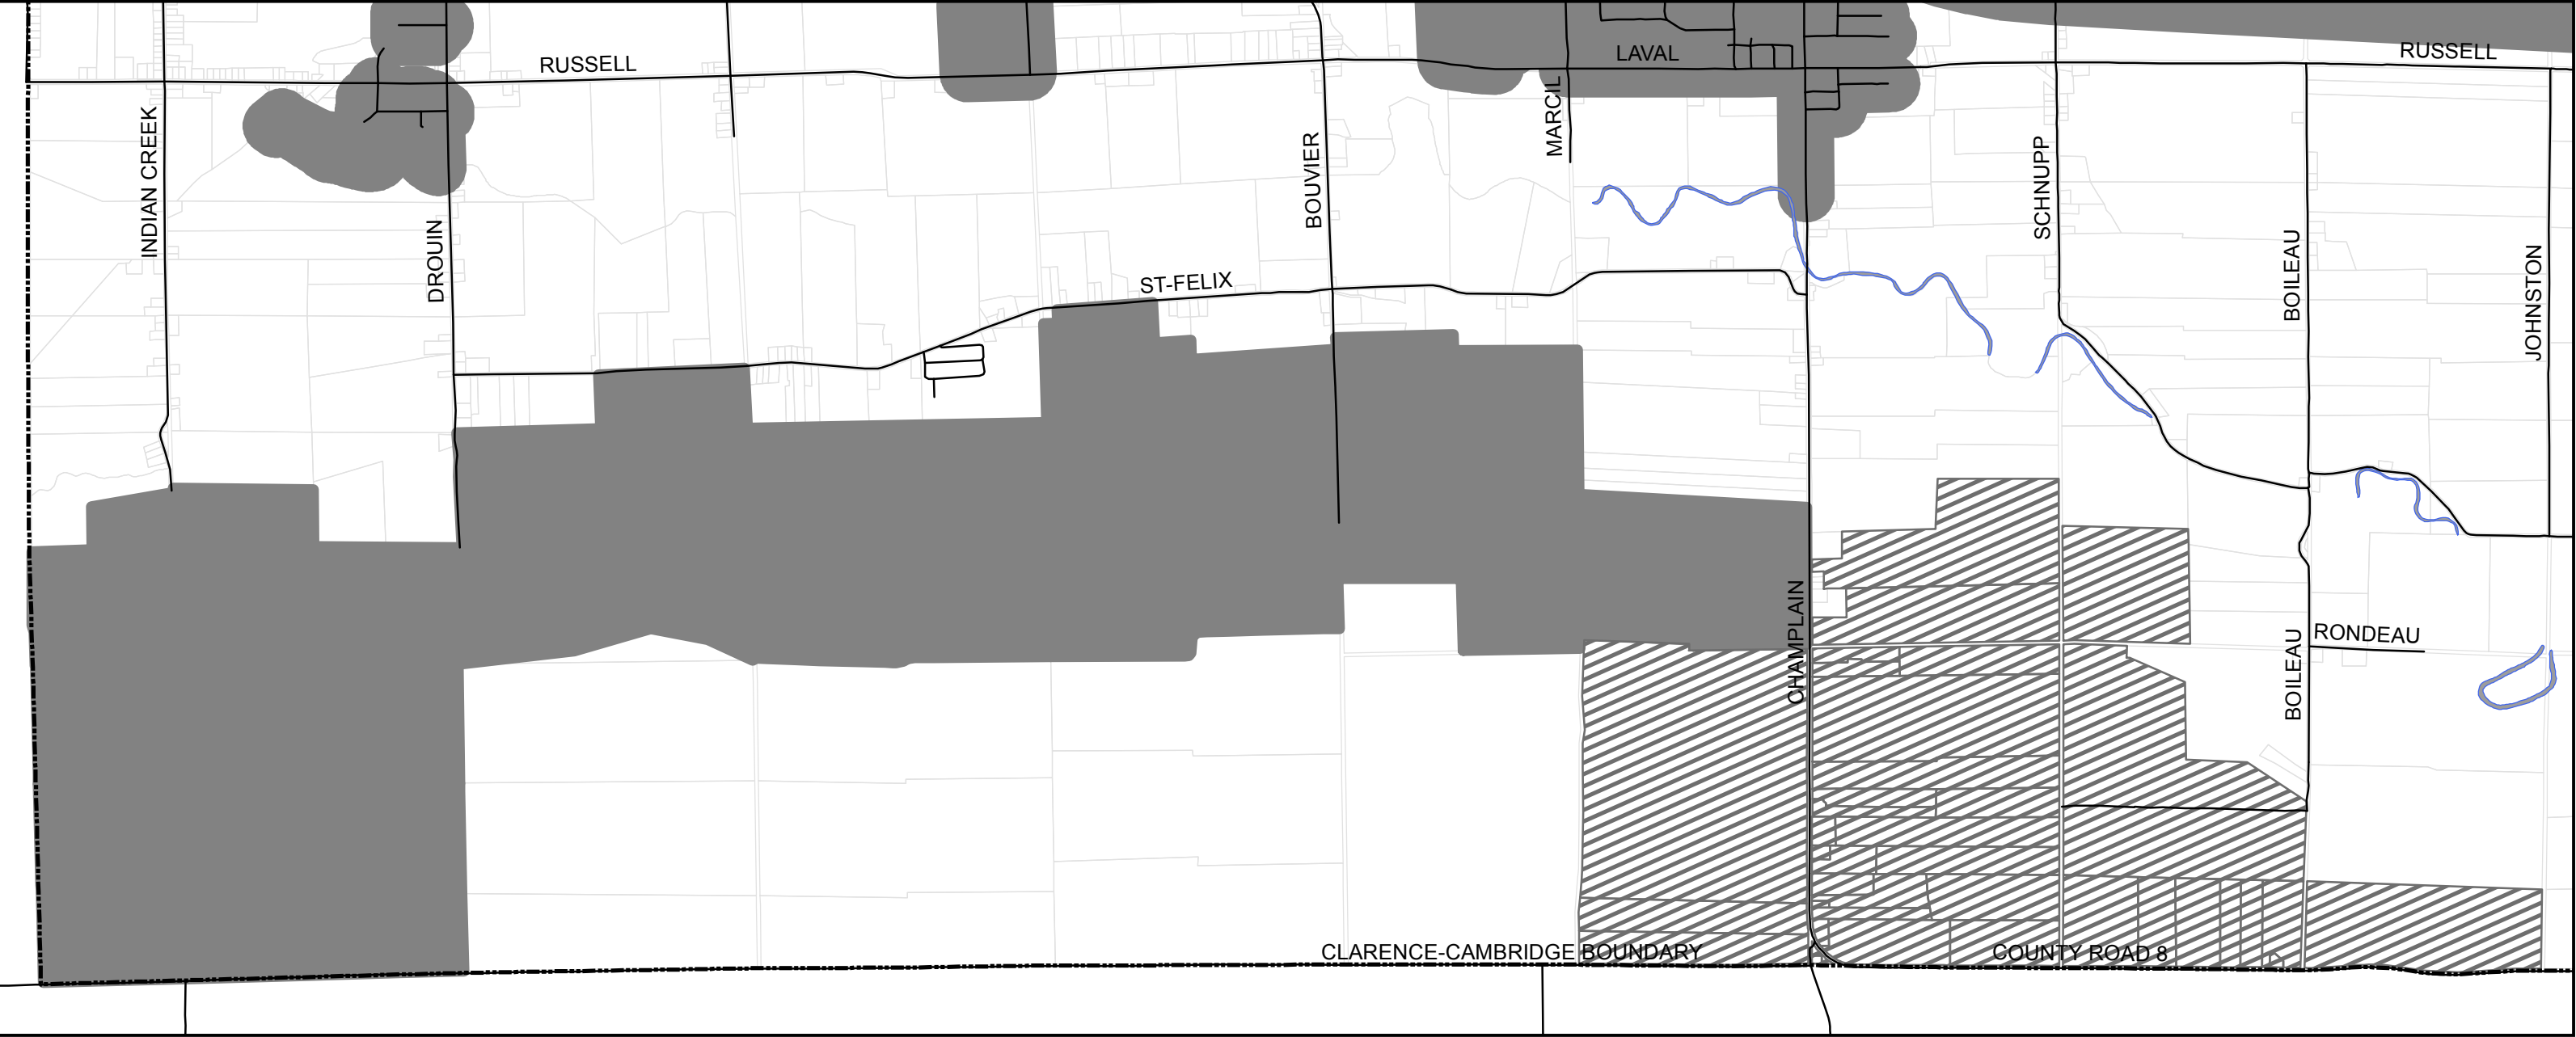 RUSSELL
LAVAL
RUSSELL
INDIAN CREEK
MARCIL
BOUVIER
SCHNUPP
DROUIN
BOILEAU
JOHNSTON
ST-FELIX
CHAMPLAIN
RONDEAU
BOILEAU
CLARENCE-CAMBRIDGE BOUNDARY
COUNTY ROAD 8